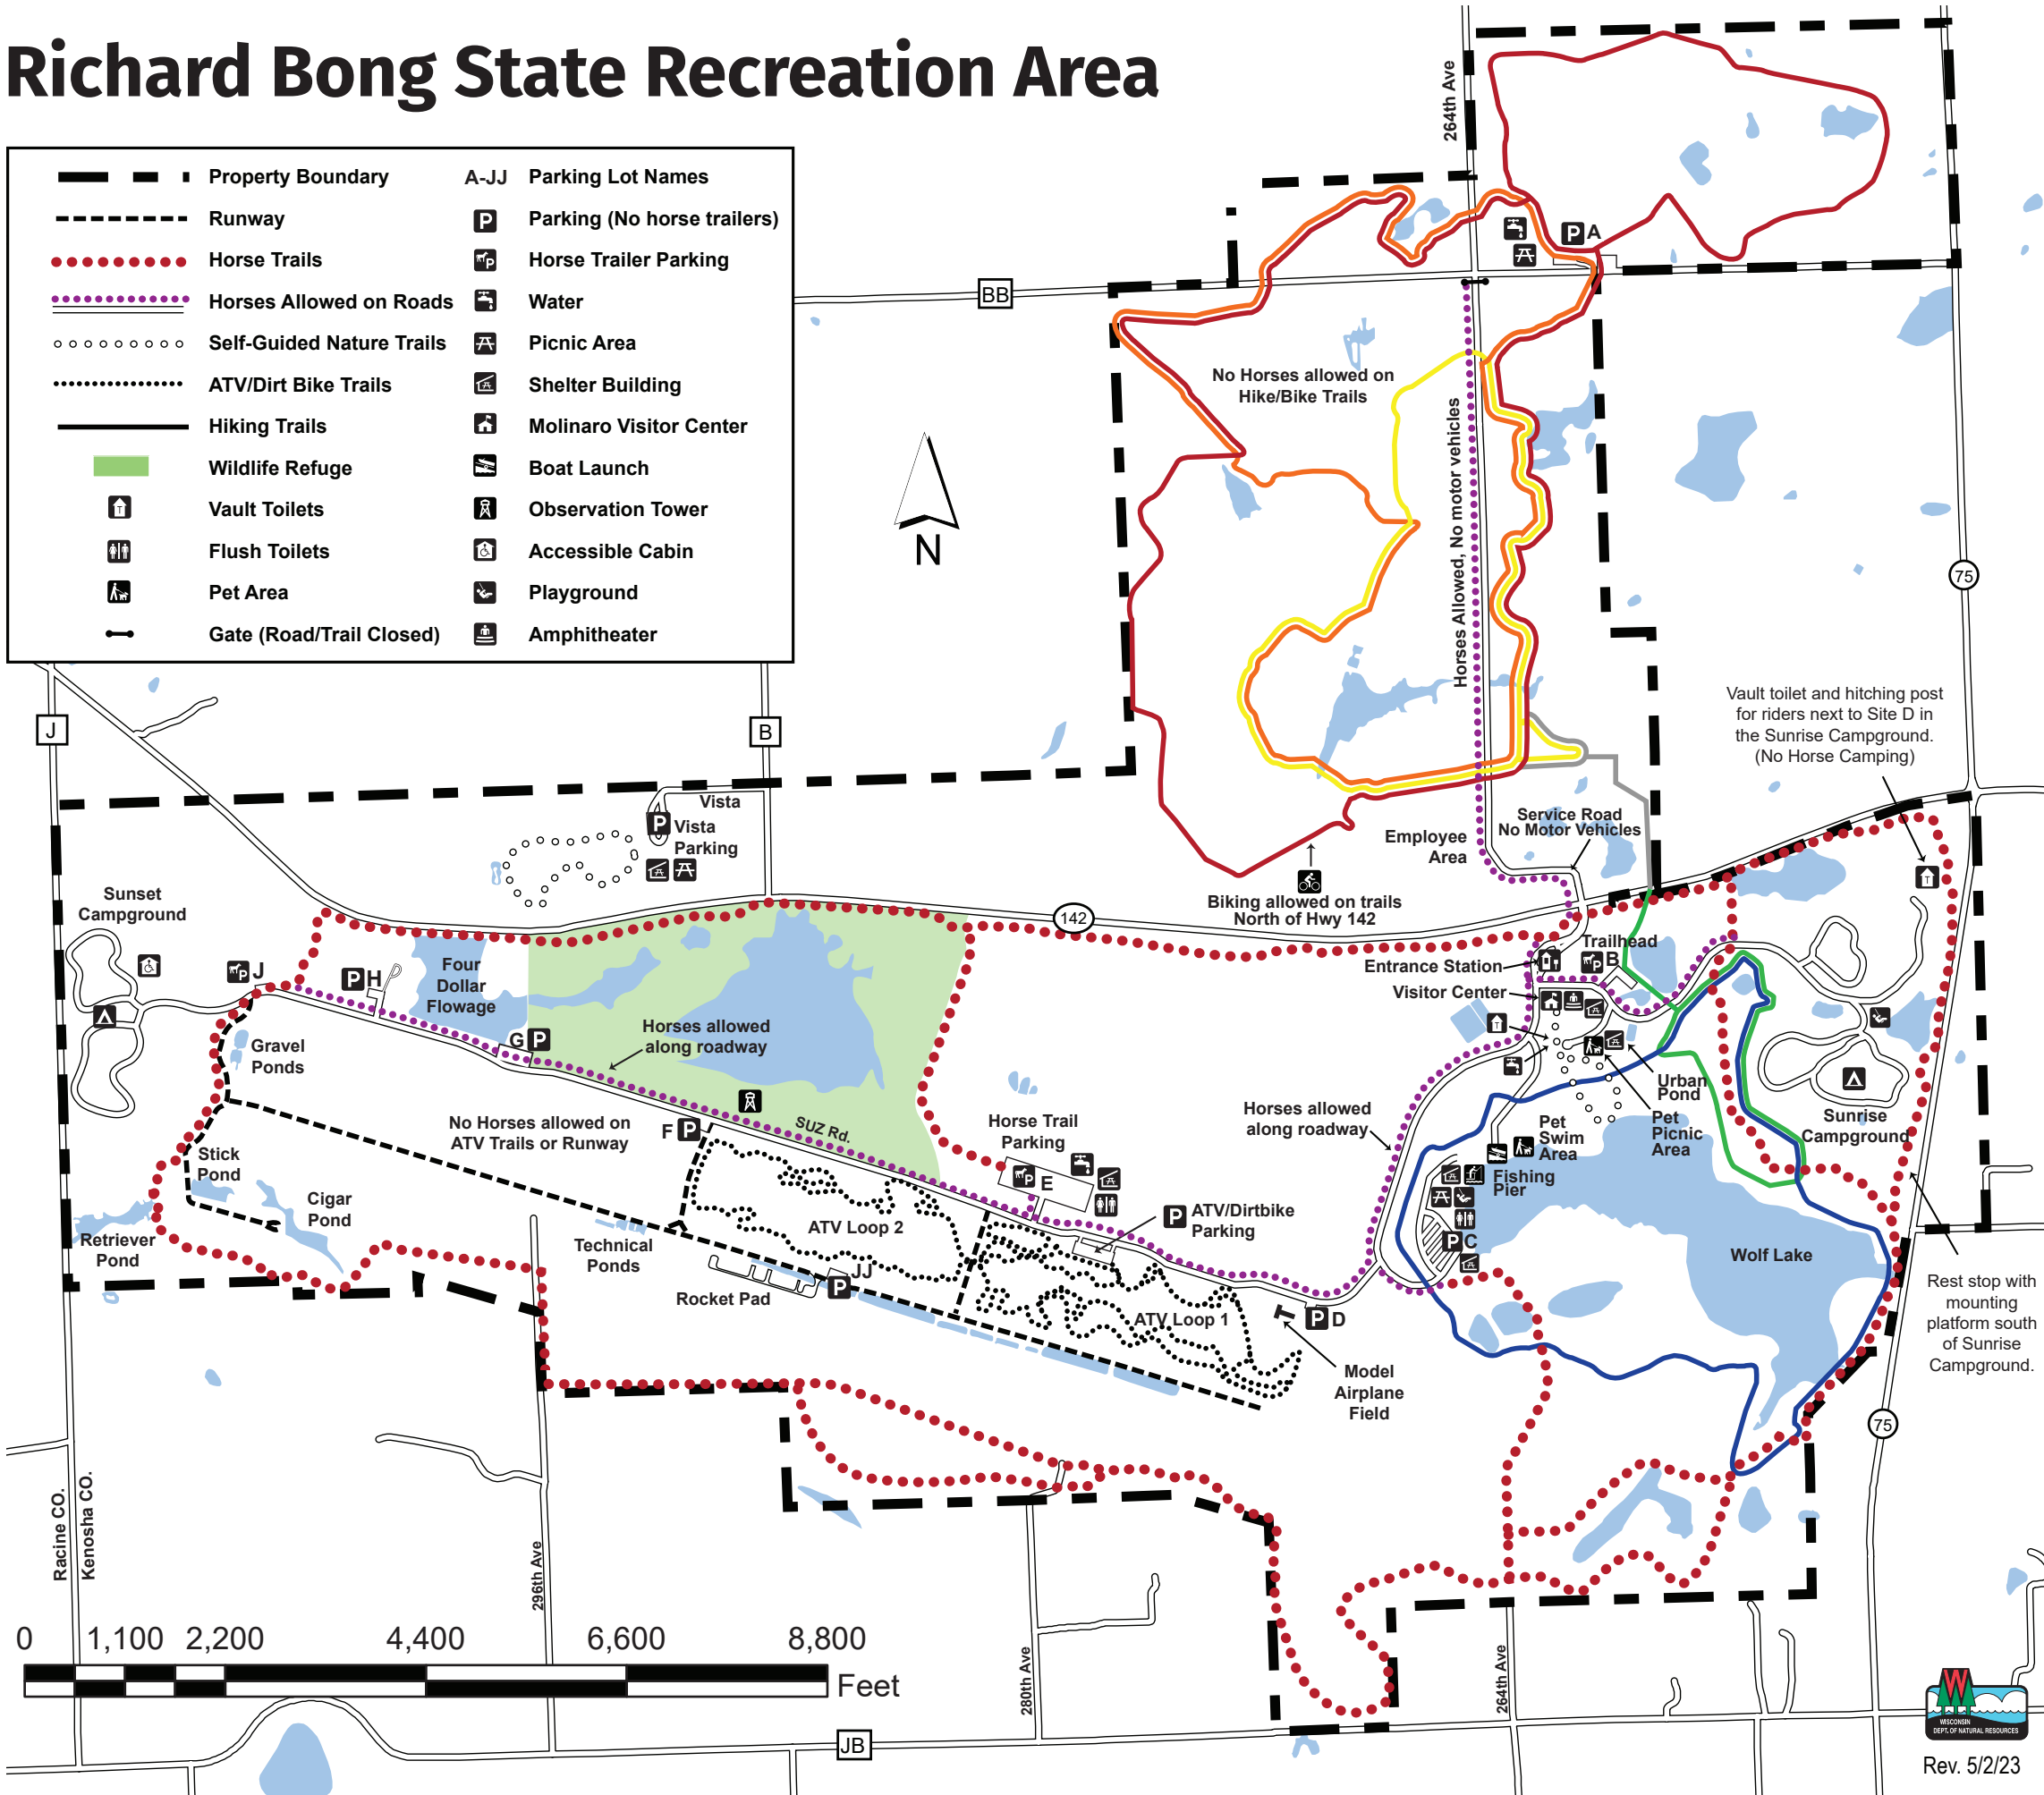 Richard Bong State Recreation Area
Property Boundary
Runway
Horse Trails
Horses Allowed on Roads
Self-Guided Nature Trails
ATV/Dirt Bike Trails
Hiking Trails
Wildlife Refuge
Vault Toilets
Flush Toilets
Pet Area
Gate (Road/Trail Closed)
A-JJ Parking Lot Names
P Parking (No horse trailers)
P Horse Trailer Parking
Water
Picnic Area
Shelter Building
Molinaro Visitor Center
Boat Launch
Observation Tower
Accessible Cabin
Playground
Amphitheater
T
N
264th Ave
P A
BB
No Horses allowed on
Hike/Bike Trails
Horses Allowed, No motor vehicles
75
J
B
Vault toilet and hitching post
for riders next to Site D in
the Sunrise Campground.
(No Horse Camping)
T
Vista
P Vista
Parking
Service Road
No Motor Vehicles
Employee
Area
Biking allowed on trails
North of Hwy 142
142
Sunset
Campground
P J
P H
Four
Dollar
Flowage
G P
Gravel
Ponds
Horses allowed
along roadway
Trailhead
P B
Entrance Station
Visitor Center
T
Urban
Pond
Pet
Picnic
Area
Pet
Swim
Area
Fishing
Pier
Sunrise
Campground
Horses allowed
along roadway
No Horses allowed on
ATV Trails or Runway
F P
SUZ Rd.
Horse Trail
Parking
P E
Stick
Pond
Cigar
Pond
Retriever
Pond
Technical
Ponds
ATV Loop 2
P ATV/Dirtbike
Parking
P C
Wolf Lake
Rocket Pad
JJ
P
ATV Loop 1
P D
Model
Airplane
Field
Rest stop with
mounting
platform south
of Sunrise
Campground.
75
Racine CO.
Kenosha CO.
296th Ave
280th Ave
264th Ave
0 1,100 2,200 4,400 6,600 8,800
Feet
JB
W
WISCONSIN
DEPT. OF NATURAL RESOURCES
Rev. 5/2/23